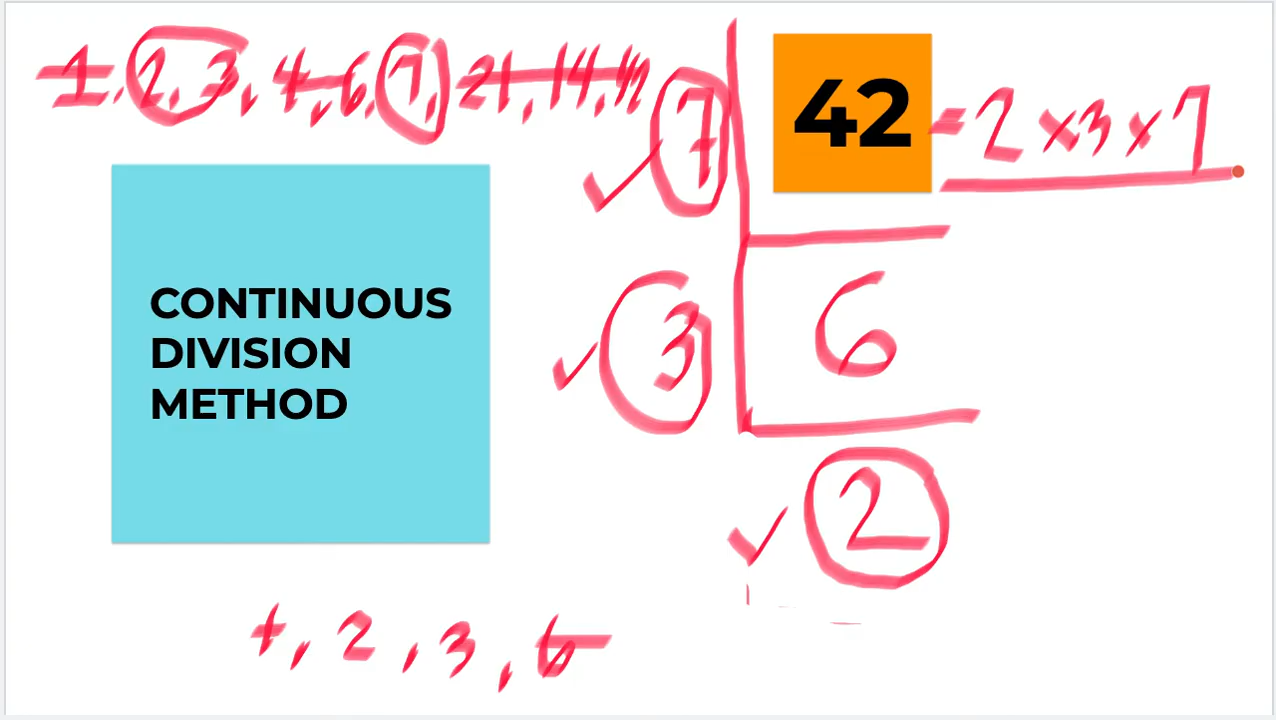 1, 2, 3, 4, 6, 7, 21, 14, 42
7 42 = 2 x 3 x 7
CONTINUOUS
DIVISION
METHOD
3 6
2
1, 2, 3, 6